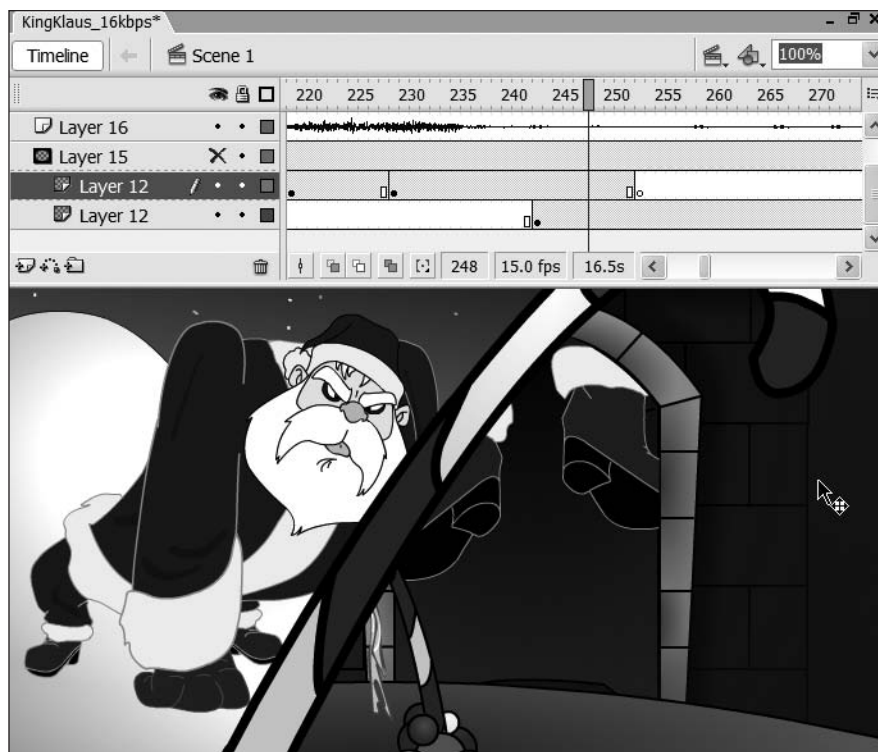 KingKlaus_16kbps*
Timeline
Scene 1
100%
220 225 230 235 240 245 250 255 260 265 270
Layer 16
Layer 15
Layer 12
Layer 12
248 15.0 fps 16.5s